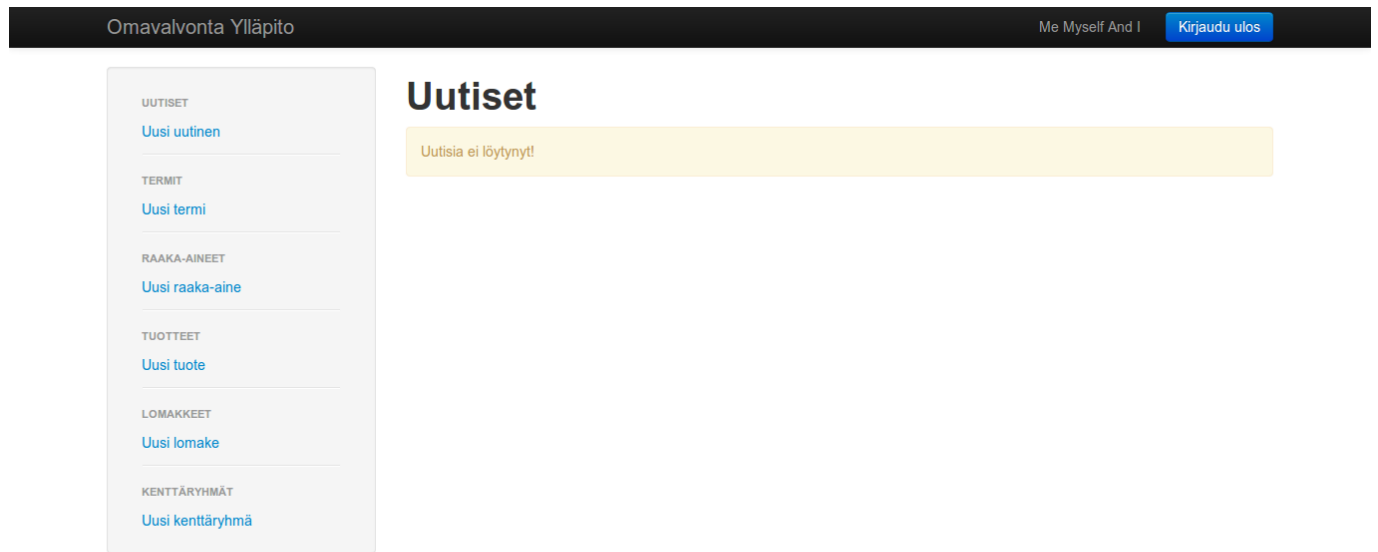 Omavalvonta Ylläpito
Me Myself And I
Kirjaudu ulos
UUTISET
Uusi uutinen
TERMIT
Uusi termi
RAAKA-AINEET
Uusi raaka-aine
TUOTTEET
Uusi tuote
LOMAKKEET
Uusi lomake
KENTTÄRYHMÄT
Uusi kenttäryhmä
Uutiset
Uutisia ei löytynyt!